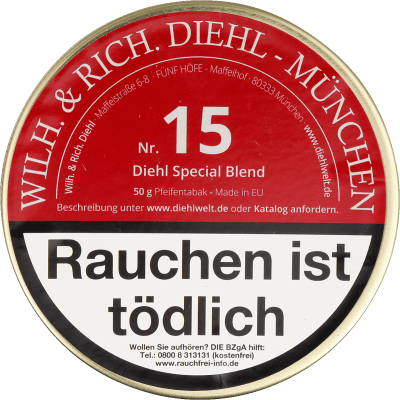 WILH. & RICH. DIEHL - MÜNCHEN
Wilh. & Rich. Diehl · Maffeistraße 6-8 · FÜNF HÖFE - Maffeihof · 80333 München · www.diehlwelt.de
Nr. 15
Diehl Special Blend
50 g Pfeifentabak - Made in EU
Beschreibung unter www.diehlwelt.de oder Katalog anfordern.
Rauchen ist
tödlich
Wollen Sie aufhören? DIE BZgA hilft:
Tel.: 0800 8 313131 (kostenfrei)
www.rauchfrei-info.de